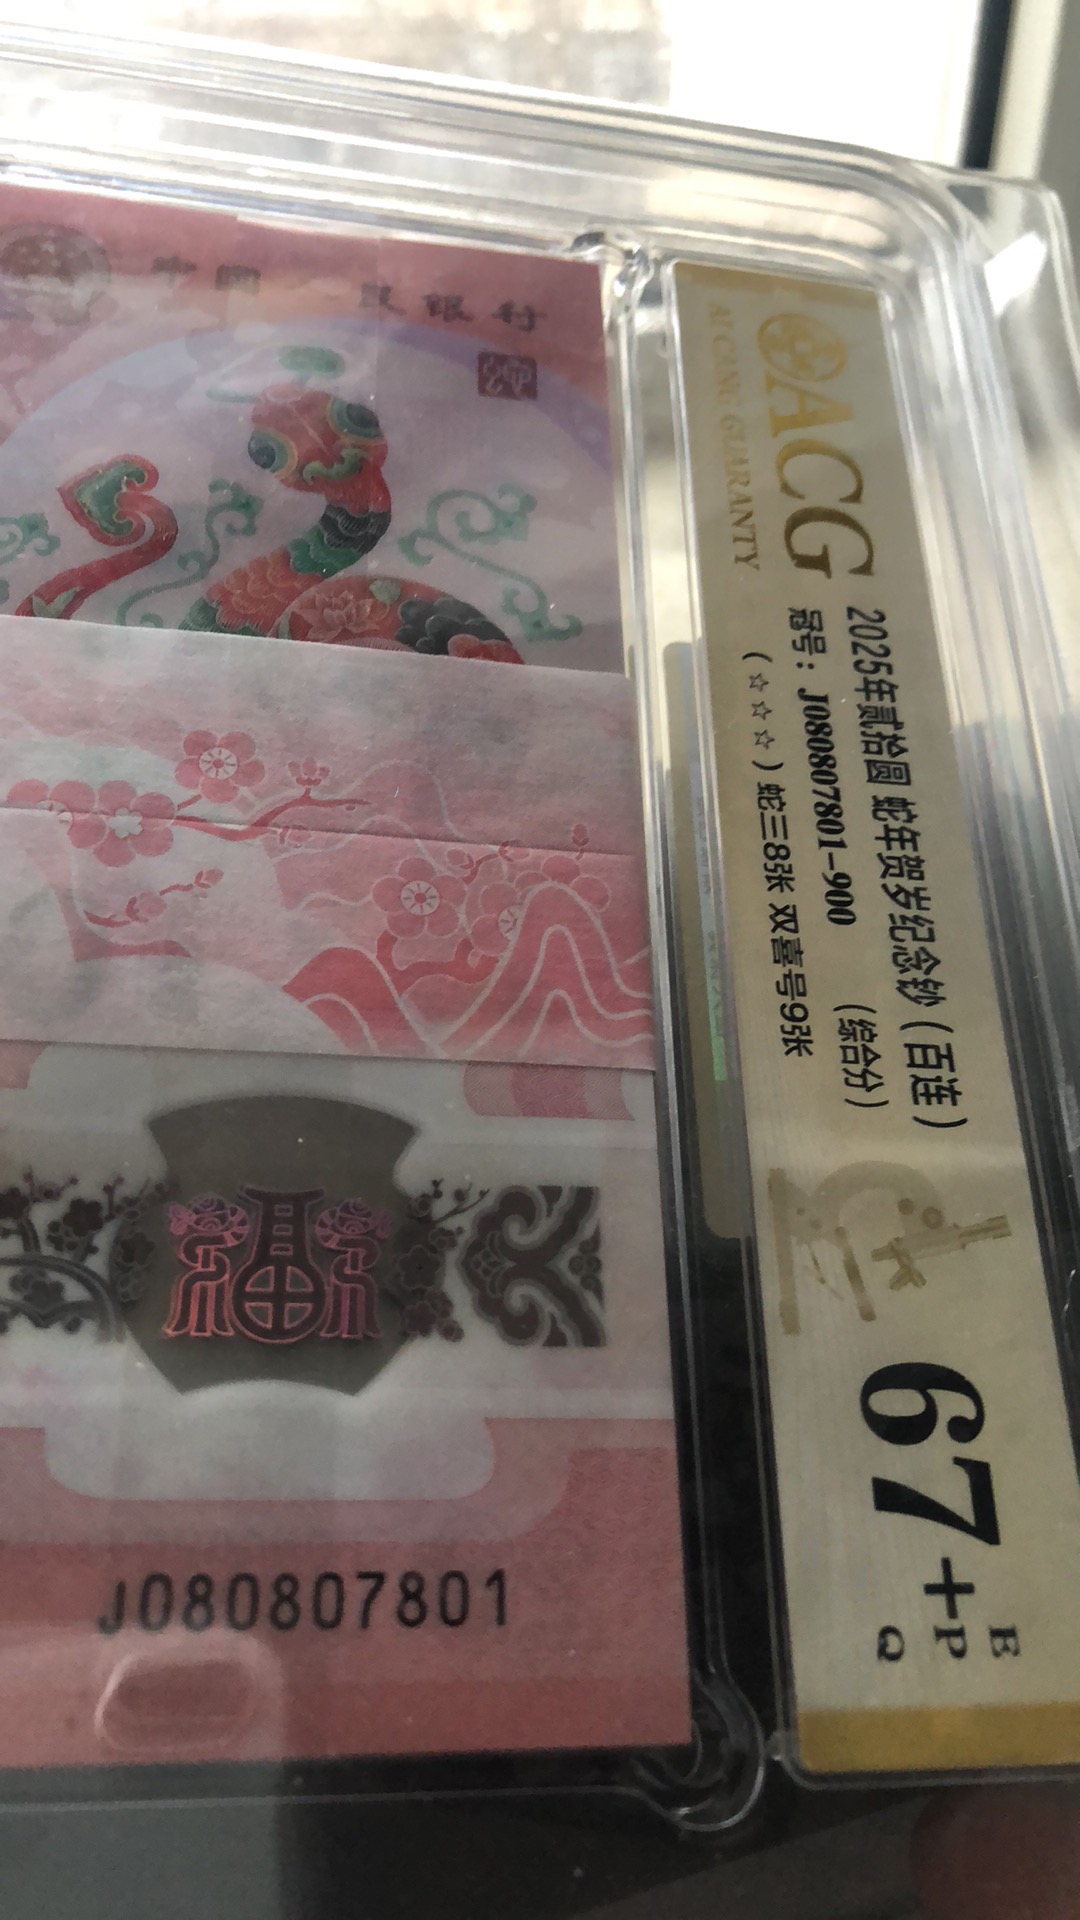 中国人民银行
福
J080807801
ACG
AI CANG GUARANTY
2025年贰拾圆 蛇年贺岁纪念钞（百连）
冠号：J080807801-900 （综合分）
（☆☆☆☆）蛇三8张 双喜号9张
67+
E
P
Q